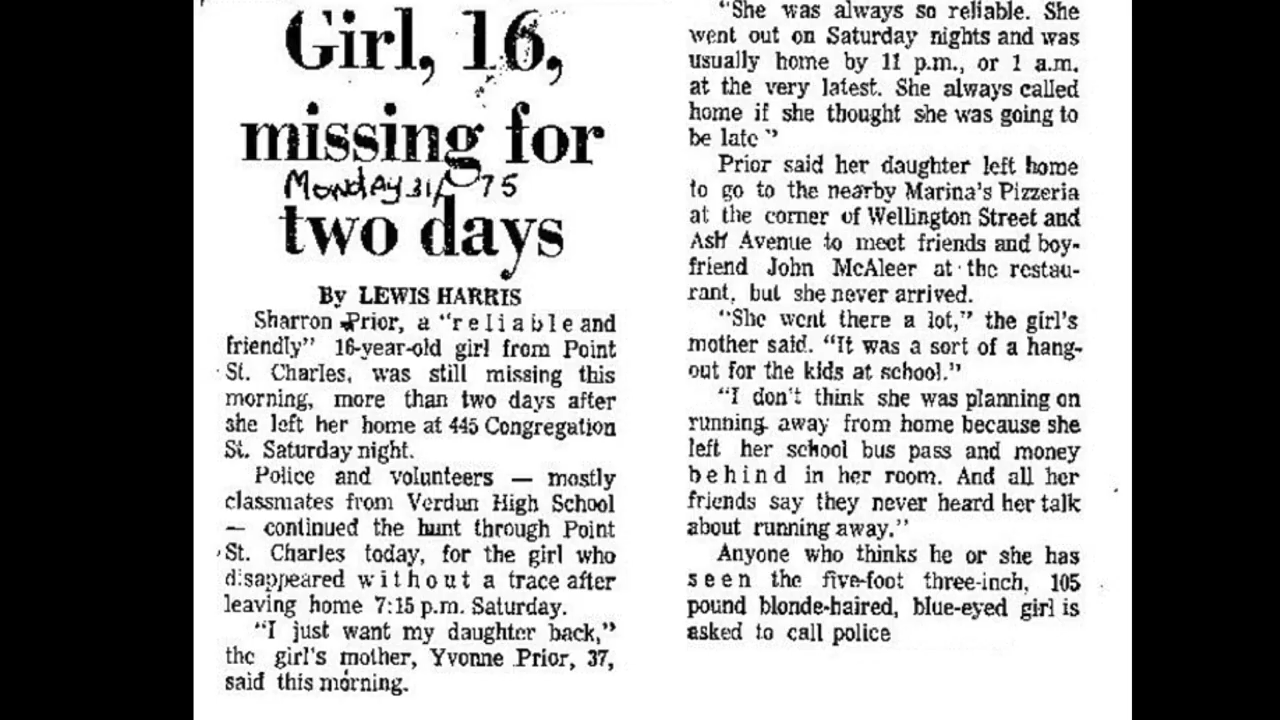 Girl, 16,
missing for
Monday 31/ 75
two days
By LEWIS HARRIS
Sharron Prior, a "reliable and
friendly" 16-year-old girl from Point
St. Charles, was still missing this
morning, more than two days after
she left her home at 445 Congregation
St. Saturday night.
Police and volunteers — mostly
classmates from Verdun High School
— continued the hunt through Point
St. Charles today, for the girl who
disappeared without a trace after
leaving home 7:15 p.m. Saturday.
"I just want my daughter back,"
the girl's mother, Yvonne Prior, 37,
said this morning.
"She was always so reliable. She
went out on Saturday nights and was
usually home by 11 p.m., or 1 a.m.
at the very latest. She always called
home if she thought she was going to
be late"
Prior said her daughter left home
to go to the nearby Marina's Pizzeria
at the corner of Wellington Street and
Ash Avenue to meet friends and boy-
friend John McAleer at the restau-
rant, but she never arrived.
"She went there a lot," the girl's
mother said. "It was a sort of a hang-
out for the kids at school."
"I don't think she was planning on
running away from home because she
left her school bus pass and money
behind in her room. And all her
friends say they never heard her talk
about running away."
Anyone who thinks he or she has
seen the five-foot three-inch, 105
pound blonde-haired, blue-eyed girl is
asked to call police